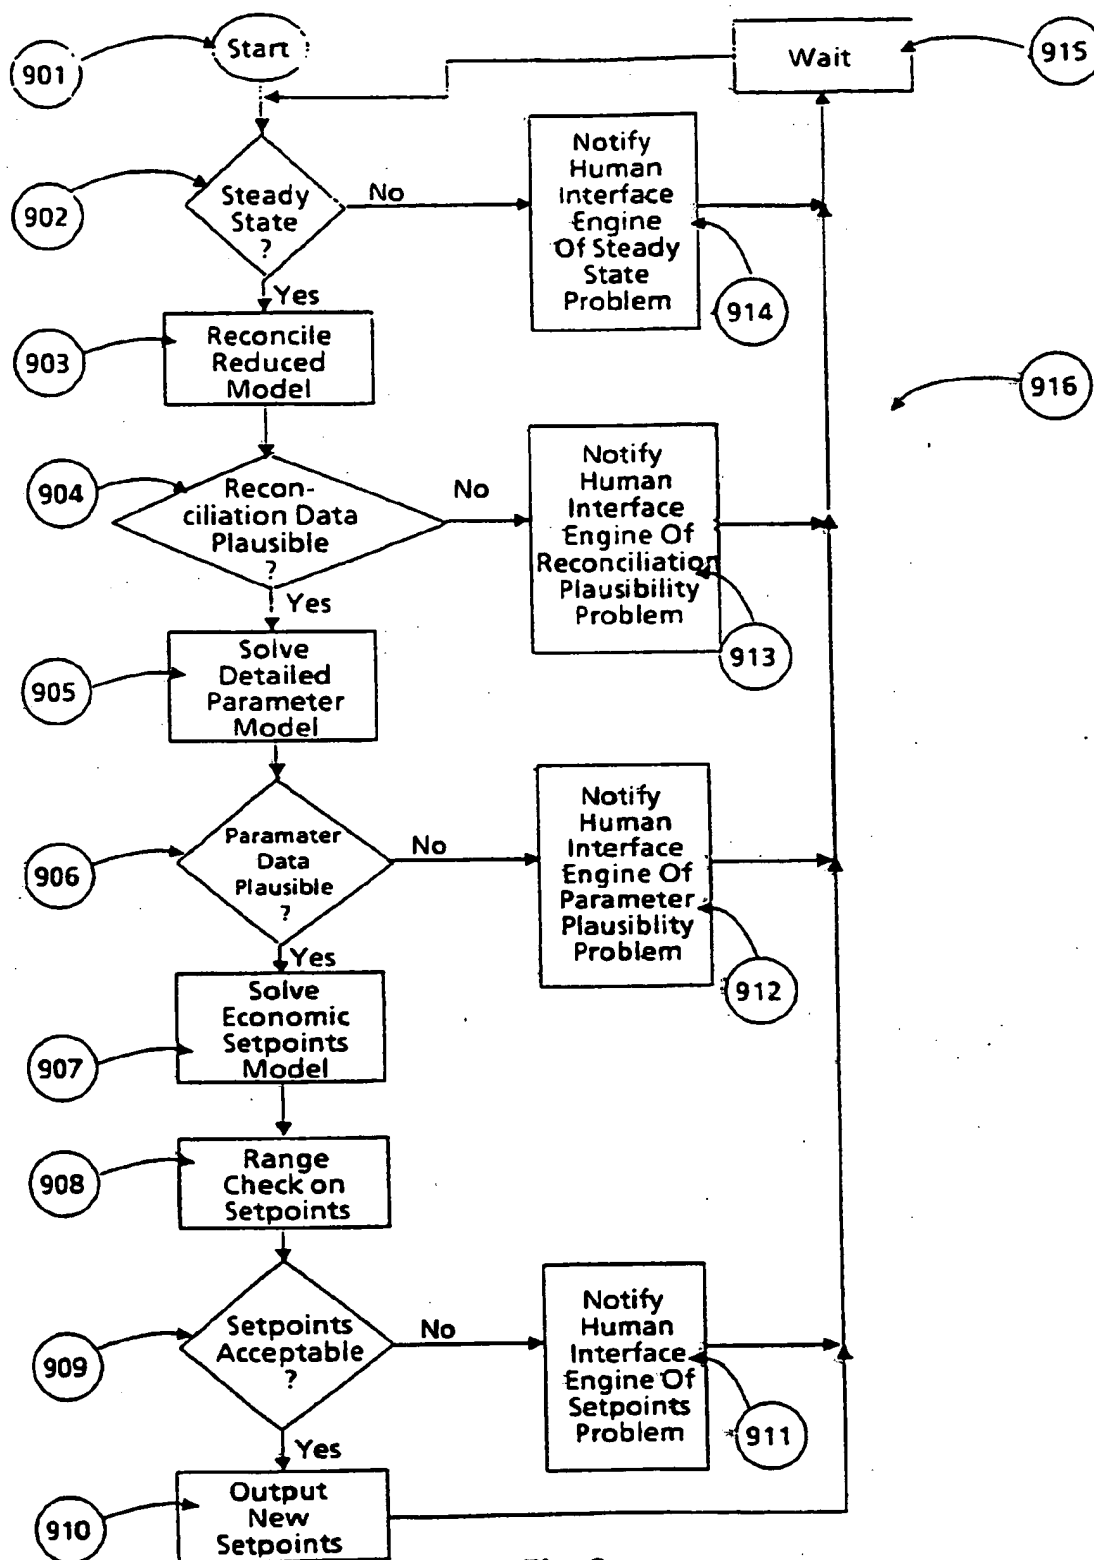 901
Start
Wait
915
902
Steady
State
?
No
Notify
Human
Interface
Engine
Of Steady
State
Problem
914
Yes
903
Reconcile
Reduced
Model
916
904
Recon-
ciliation Data
Plausible
?
No
Notify
Human
Interface
Engine Of
Reconciliation
Plausibility
Problem
913
Yes
905
Solve
Detailed
Parameter
Model
906
Paramater
Data
Plausible
?
No
Notify
Human
Interface
Engine Of
Parameter
Plausiblity
Problem
912
Yes
907
Solve
Economic
Setpoints
Model
908
Range
Check on
Setpoints
909
Setpoints
Acceptable
?
No
Notify
Human
Interface
Engine Of
Setpoints
Problem
911
Yes
910
Output
New
Setpoints